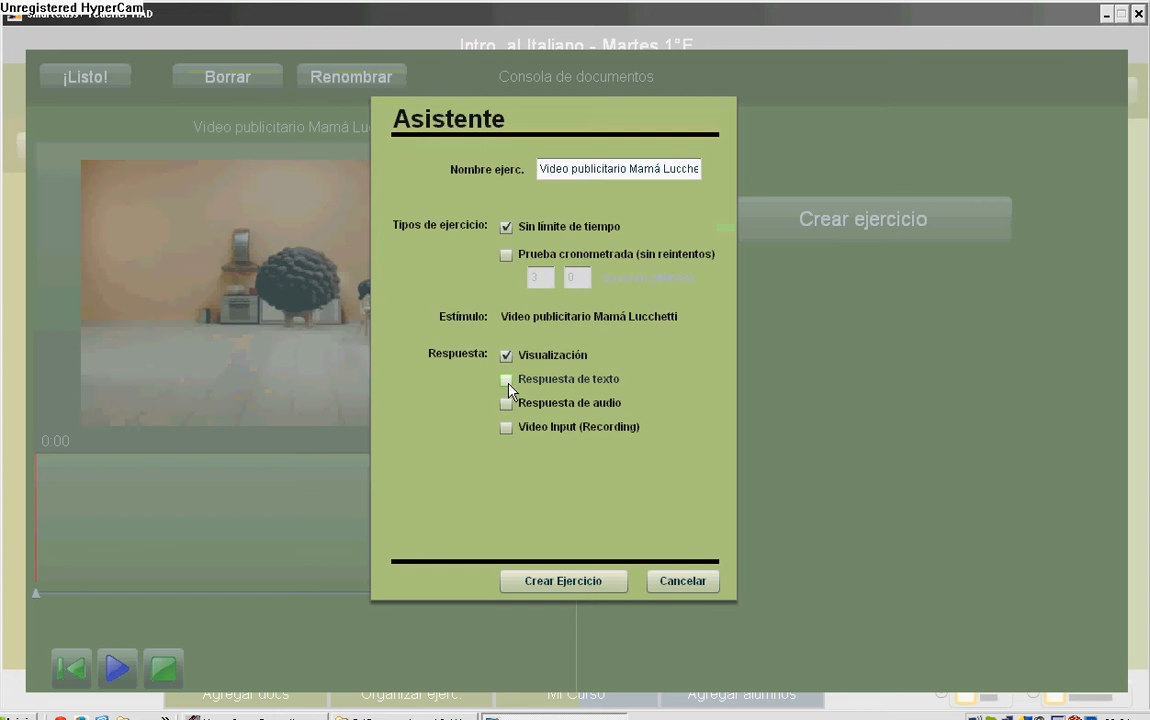 Unregistered HyperCam
Intro. al Italiano - Martes 1°E
¡Listo!
Borrar
Renombrar
Consola de documentos
Video publicitario Mamá Lu
Asistente
Nombre ejerc.
Video publicitario Mamá Lucche
Tipos de ejercicio:
Sin límite de tiempo
Prueba cronometrada (sin reintentos)
3
0
Crear ejercicio
Estímulo:
Video publicitario Mamá Lucchetti
Respuesta:
Visualización
Respuesta de texto
Respuesta de audio
Video Input (Recording)
0:00
Crear Ejercicio
Cancelar
Agregar docs
Organizar ejerc.
Mi Curso
Agregar alumnos